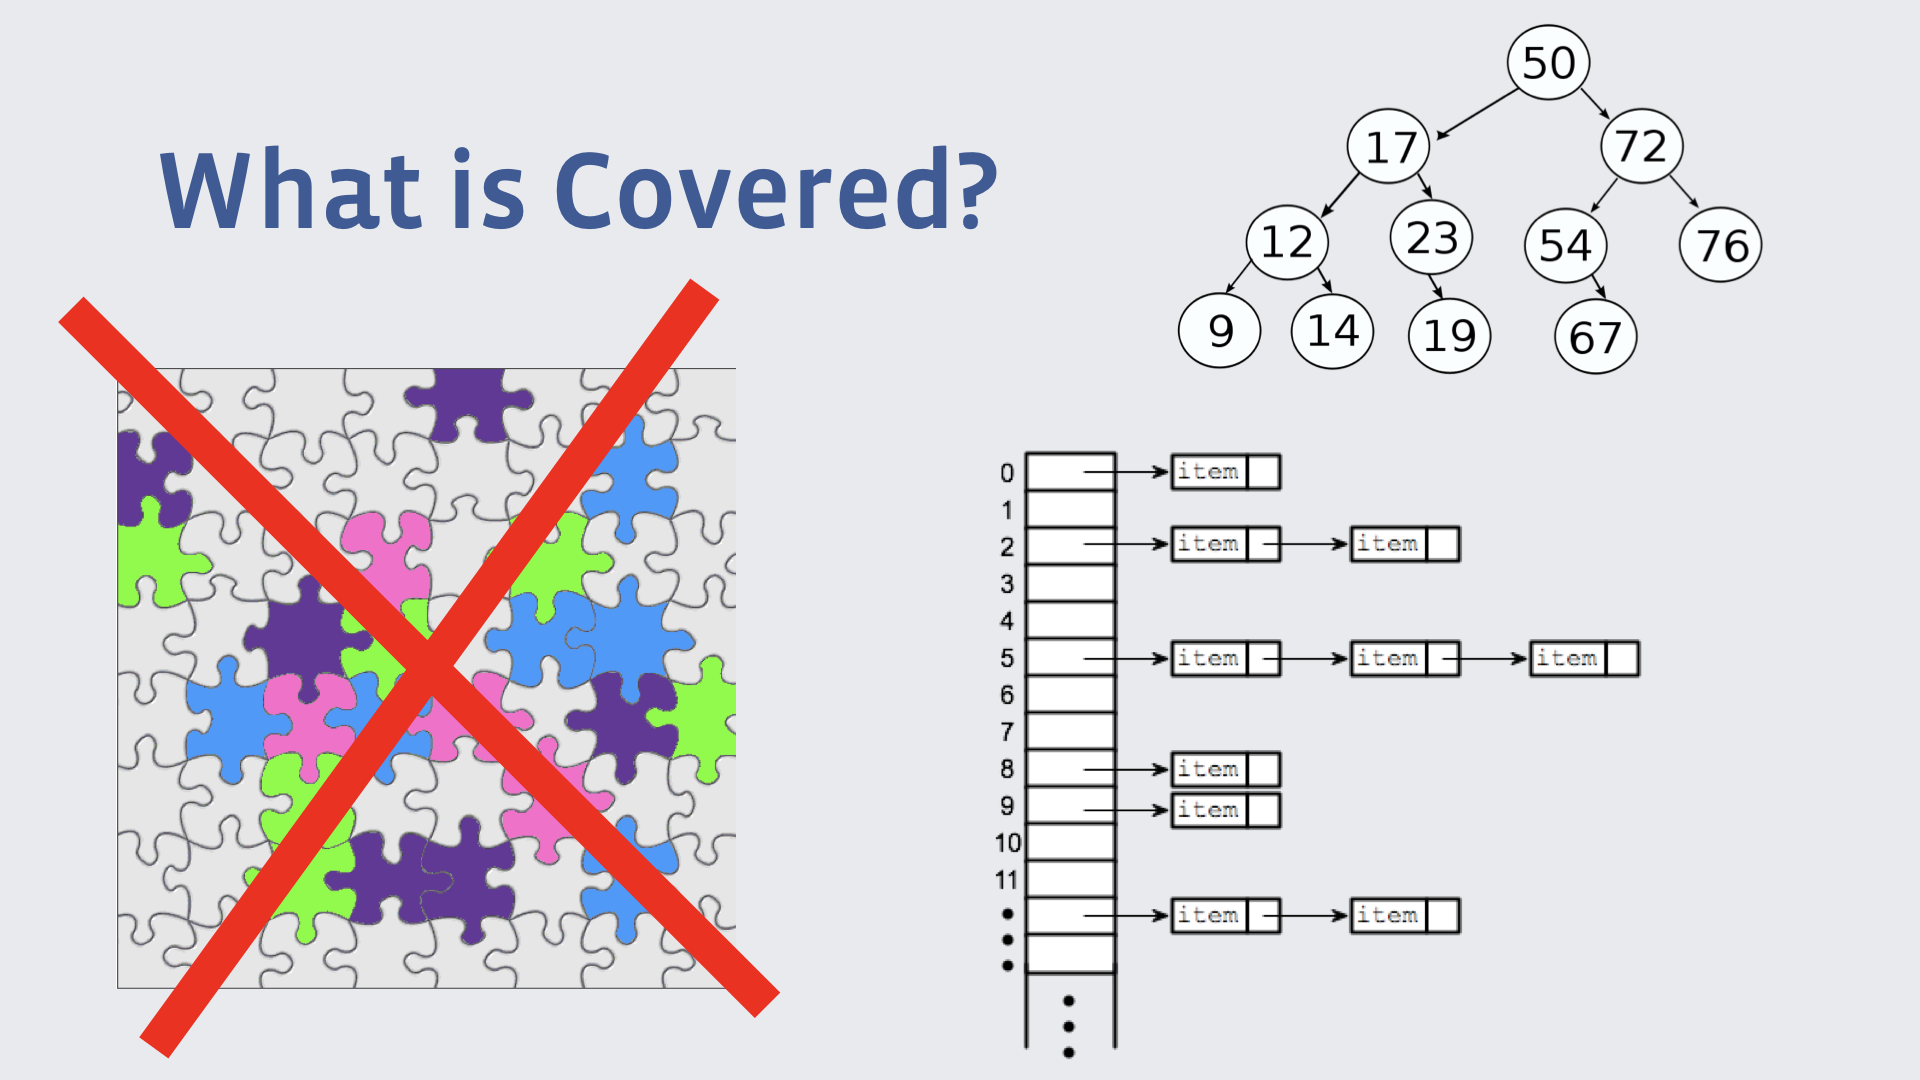 What is Covered?
50
17 72
12 23 54 76
9 14 19 67
0 item
1
2 item item
3
4
5 item item item
6
7
8 item
9 item
10
11
item item